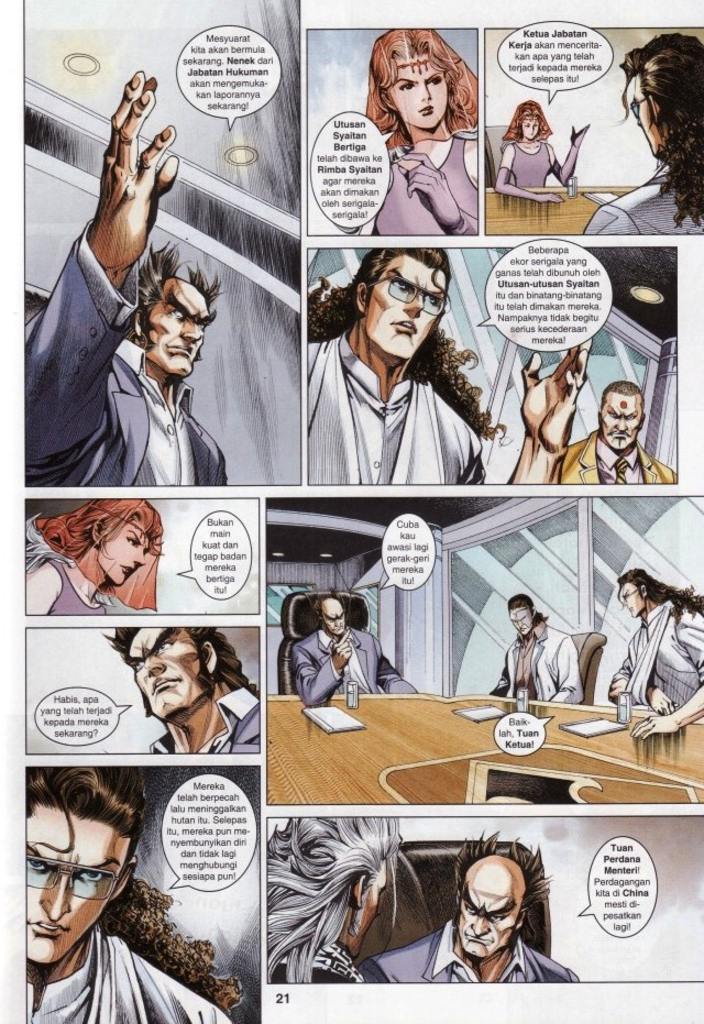 Mesyuarat
kita akan bermula
sekarang. Nenek dari
Jabatan Hukuman
akan mengemuka-
kan laporannya
sekarang!
Utusan
Syaitan
Bertiga
telah dibawa ke
Rimba Syaitan
agar mereka
akan dimakan
oleh serigala-
serigala!
Ketua Jabatan
Kerja akan mencerita-
kan apa yang telah
terjadi kepada mereka
selepas itu!
Beberapa
ekor serigala yang
ganas telah dibunuh oleh
Utusan-utusan Syaitan
itu dan binatang-binatang
itu telah dimakan mereka.
Nampaknya tidak begitu
serius kecederaan
mereka!
Bukan
main
kuat dan
tegap badan
mereka
bertiga
itu!
Habis, apa
yang telah terjadi
kepada mereka
sekarang?
Cuba
kau
awasi lagi
gerak-geri
mereka
itu!
Baik-
lah, Tuan
Ketua!
Mereka
telah berpecah
lalu meninggalkan
hutan itu. Selepas
itu, mereka pun me-
nyembunyikan diri
dan tidak lagi
menghubungi
sesiapa pun!
Tuan
Perdana
Menteri!
Perdagangan
kita di China
mesti di-
pesatkan
lagi!
21